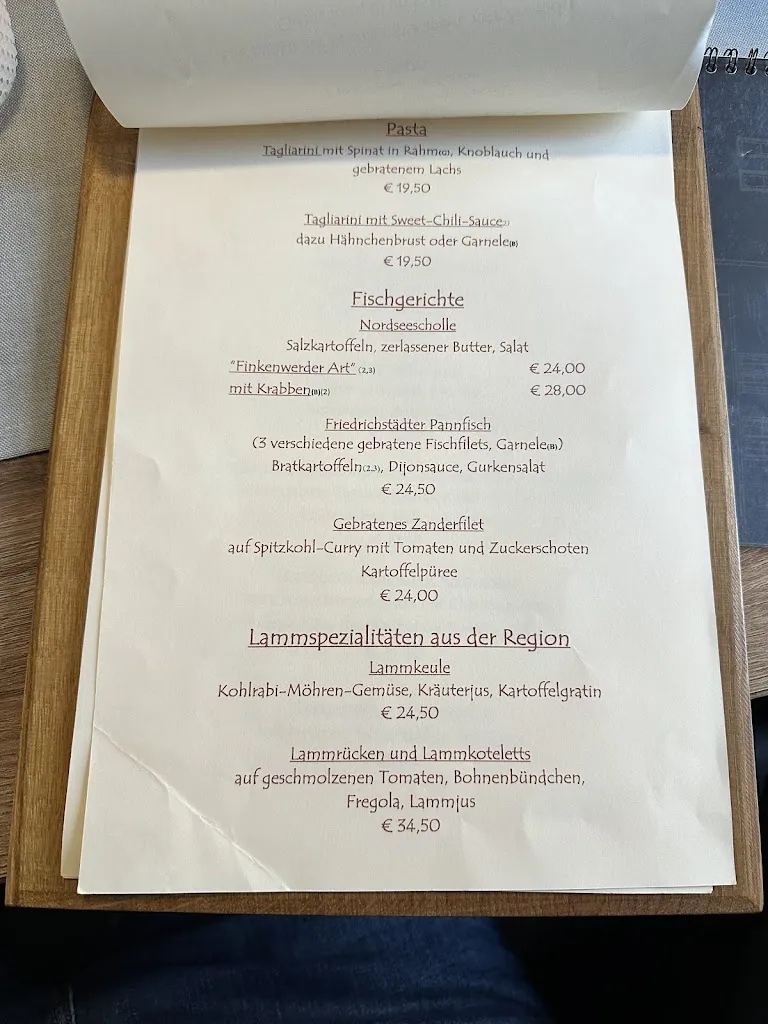 Pasta
Tagliarini mit Spinat in Rahm(G), Knoblauch und
gebratenem Lachs
€ 19,50
Tagliarini mit Sweet-Chili-Sauce2)
dazu Hähnchenbrust oder Garnele(B)
€ 19,50
Fischgerichte
Nordseescholle
Salzkartoffeln, zerlassener Butter, Salat
"Finkenwerder Art" (2,3) € 24,00
mit Krabben(B)(2) € 28,00
Friedrichstädter Pannfisch
(3 verschiedene gebratene Fischfilets, Garnele(B))
Bratkartoffeln(2,3), Dijonsauce, Gurkensalat
€ 24,50
Gebratenes Zanderfilet
auf Spitzkohl-Curry mit Tomaten und Zuckerschoten
Kartoffelpüree
€ 24,00
Lammspezialitäten aus der Region
Lammkeule
Kohlrabi-Möhren-Gemüse, Kräuterjus, Kartoffelgratin
€ 24,50
Lammrücken und Lammkoteletts
auf geschmolzenen Tomaten, Bohnenbündchen,
Fregola, Lammjus
€ 34,50